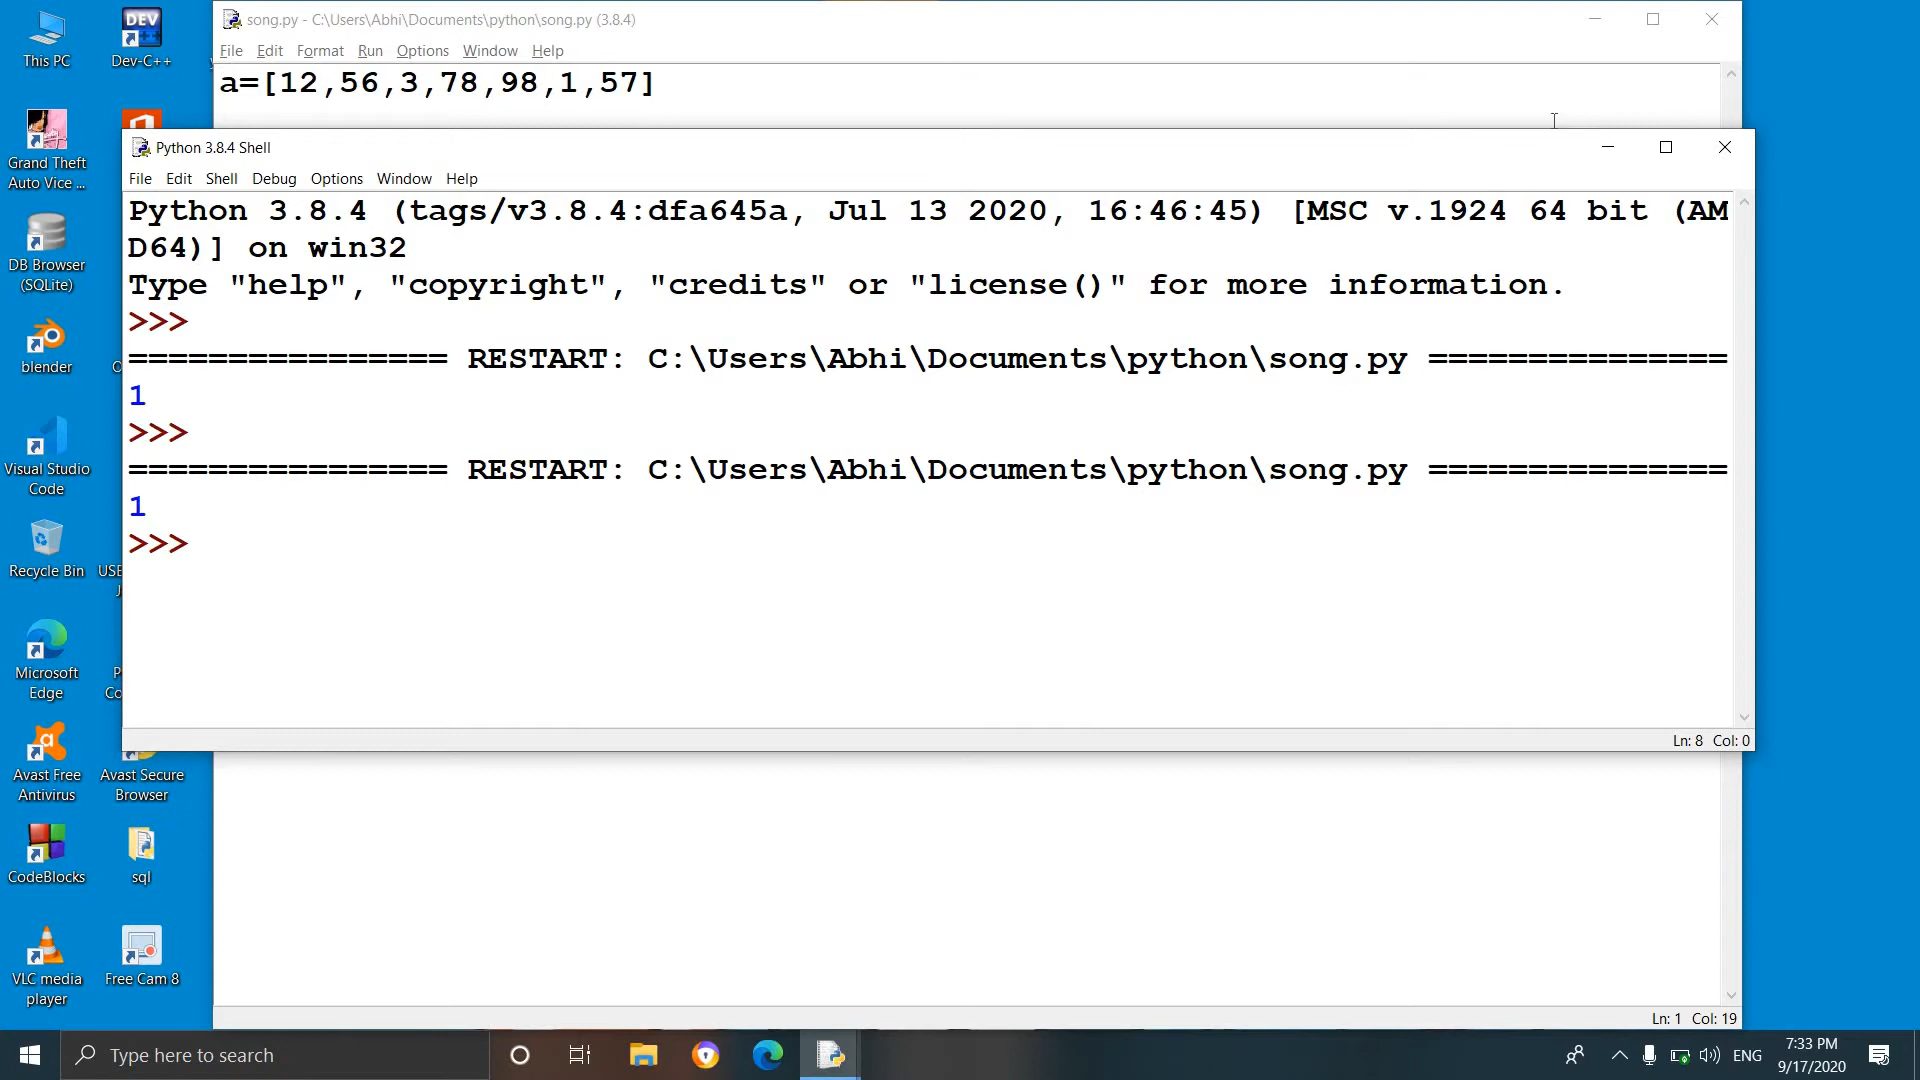 song.py - C:\Users\Abhi\Documents\python\song.py (3.8.4)
File Edit Format Run Options Window Help
a=[12,56,3,78,98,1,57]
Python 3.8.4 Shell
File Edit Shell Debug Options Window Help
Python 3.8.4 (tags/v3.8.4:dfa645a, Jul 13 2020, 16:46:45) [MSC v.1924 64 bit (AM
D64)] on win32
Type "help", "copyright", "credits" or "license()" for more information.
>>>
================ RESTART: C:\Users\Abhi\Documents\python\song.py ===============
1
>>>
================ RESTART: C:\Users\Abhi\Documents\python\song.py ===============
1
>>>
Ln: 8 Col: 0
Ln: 1 Col: 19
This PC
DEV
Dev-C++
Grand Theft
Auto Vice ...
DB Browser
(SQLite)
blender
Visual Studio
Code
Recycle Bin
Microsoft
Edge
Avast Free
Antivirus
Avast Secure
Browser
CodeBlocks
sql
VLC media
player
Free Cam 8
Type here to search
ENG
7:33 PM
9/17/2020